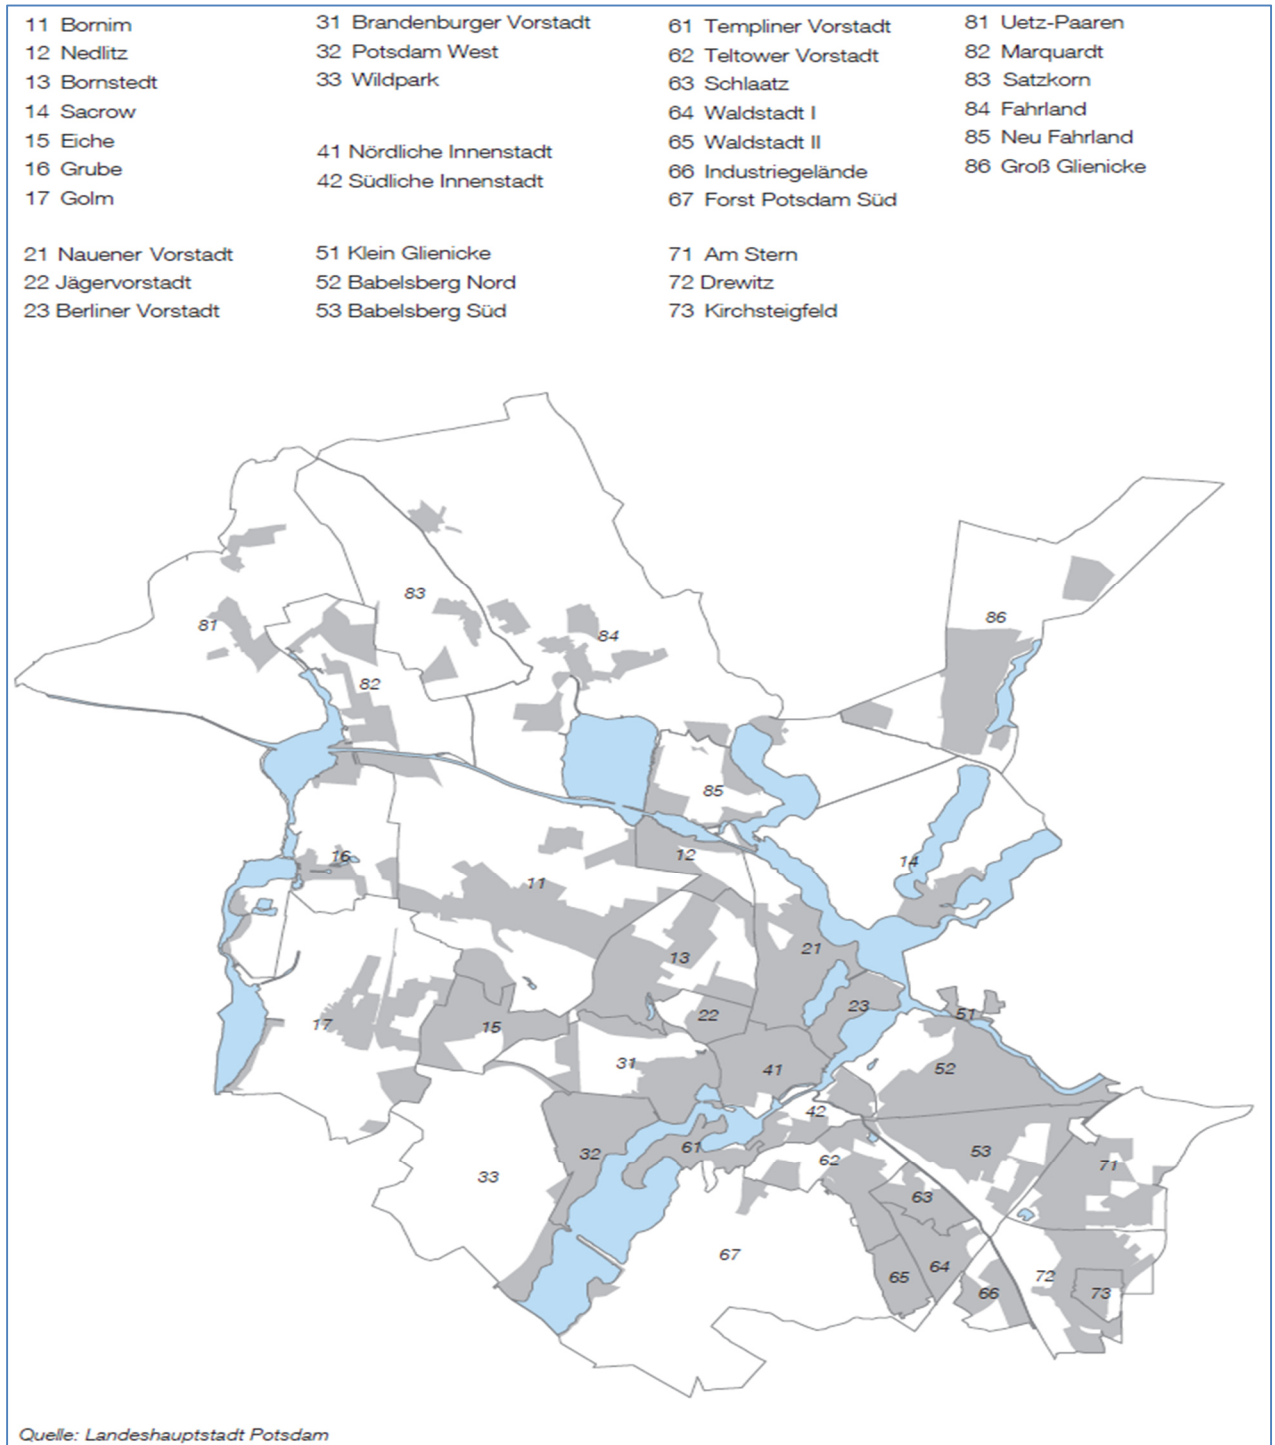 11 Bornim
12 Nedlitz
13 Bornstedt
14 Sacrow
15 Eiche
16 Grube
17 Golm
21 Nauener Vorstadt
22 Jägervorstadt
23 Berliner Vorstadt
31 Brandenburger Vorstadt
32 Potsdam West
33 Wildpark
41 Nördliche Innenstadt
42 Südliche Innenstadt
51 Klein Glienicke
52 Babelsberg Nord
53 Babelsberg Süd
61 Templiner Vorstadt
62 Teltower Vorstadt
63 Schlaatz
64 Waldstadt I
65 Waldstadt II
66 Industriegelände
67 Forst Potsdam Süd
71 Am Stern
72 Drewitz
73 Kirchsteigfeld
81 Uetz-Paaren
82 Marquardt
83 Satzkorn
84 Fahrland
85 Neu Fahrland
86 Groß Glienicke
83
86
81
84
82
85
12
16
14
11
21
13
23
51
22
17
15
31
41
52
42
61
53
32
62
71
33
63
67
64
65
72
66
73
Quelle: Landeshauptstadt Potsdam